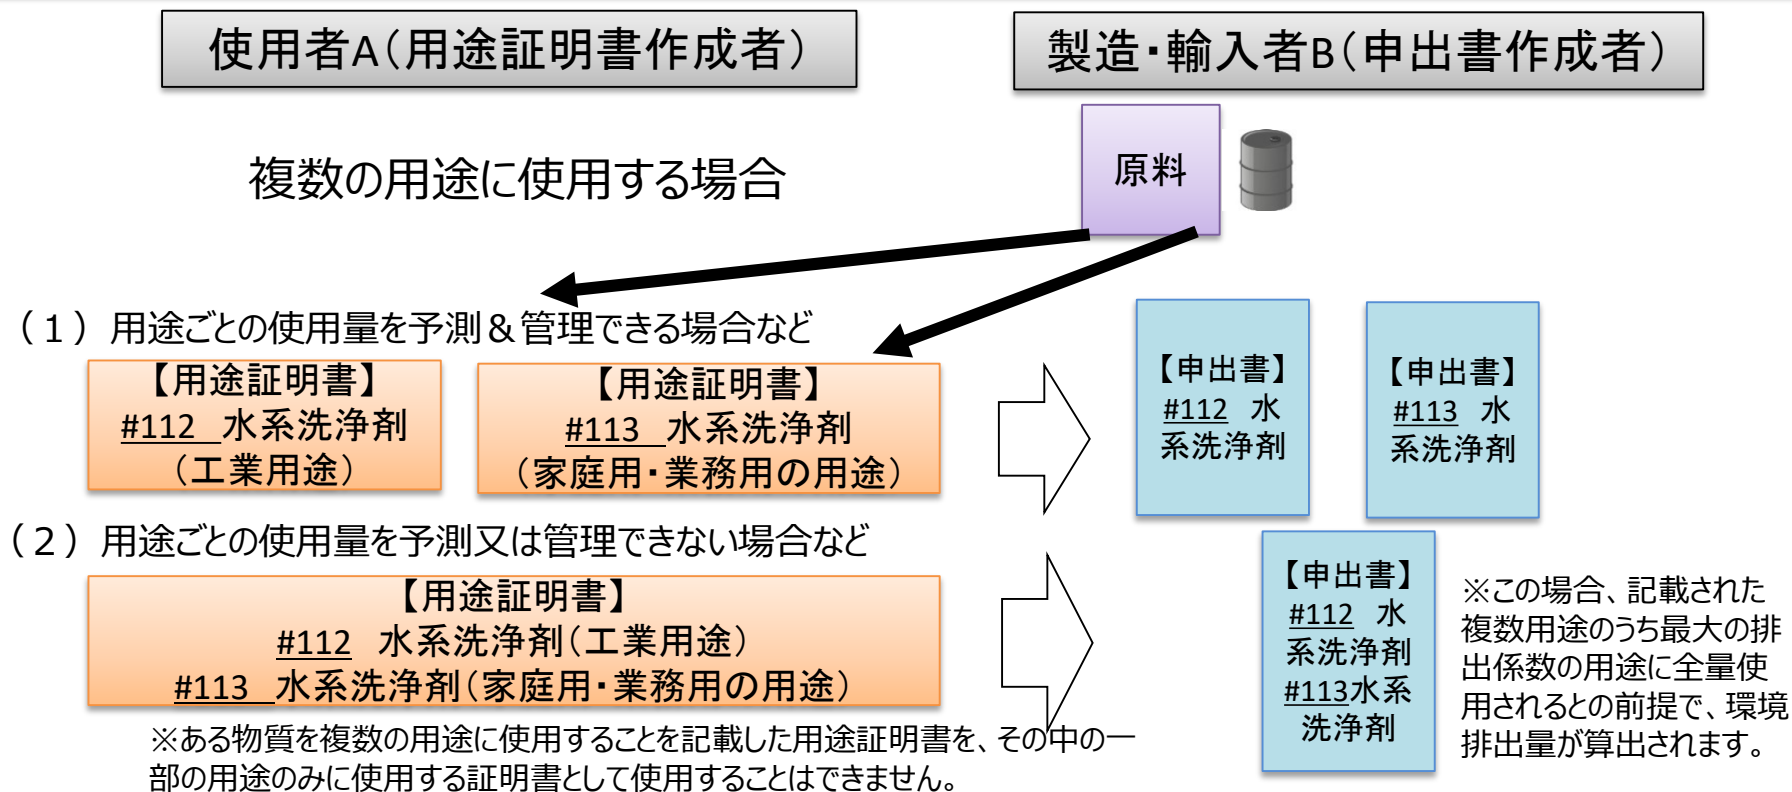 使用者A（用途証明書作成者）
製造・輸入者B（申出書作成者）
複数の用途に使用する場合
原料
（１）用途ごとの使用量を予測＆管理できる場合など
【用途証明書】
#112 水系洗浄剤
（工業用途）
【用途証明書】
#113 水系洗浄剤
（家庭用・業務用の用途）
【申出書】
#112 水
系洗浄剤
【申出書】
#113 水
系洗浄剤
（２）用途ごとの使用量を予測又は管理できない場合など
【用途証明書】
#112 水系洗浄剤（工業用途）
#113 水系洗浄剤（家庭用・業務用の用途）
【申出書】
#112 水
系洗浄剤
#113水系
洗浄剤
※この場合、記載された
複数用途のうち最大の排
出係数の用途に全量使
用されるとの前提で、環境
排出量が算出されます。
※ある物質を複数の用途に使用することを記載した用途証明書を、その中の一
部の用途のみに使用する証明書として使用することはできません。